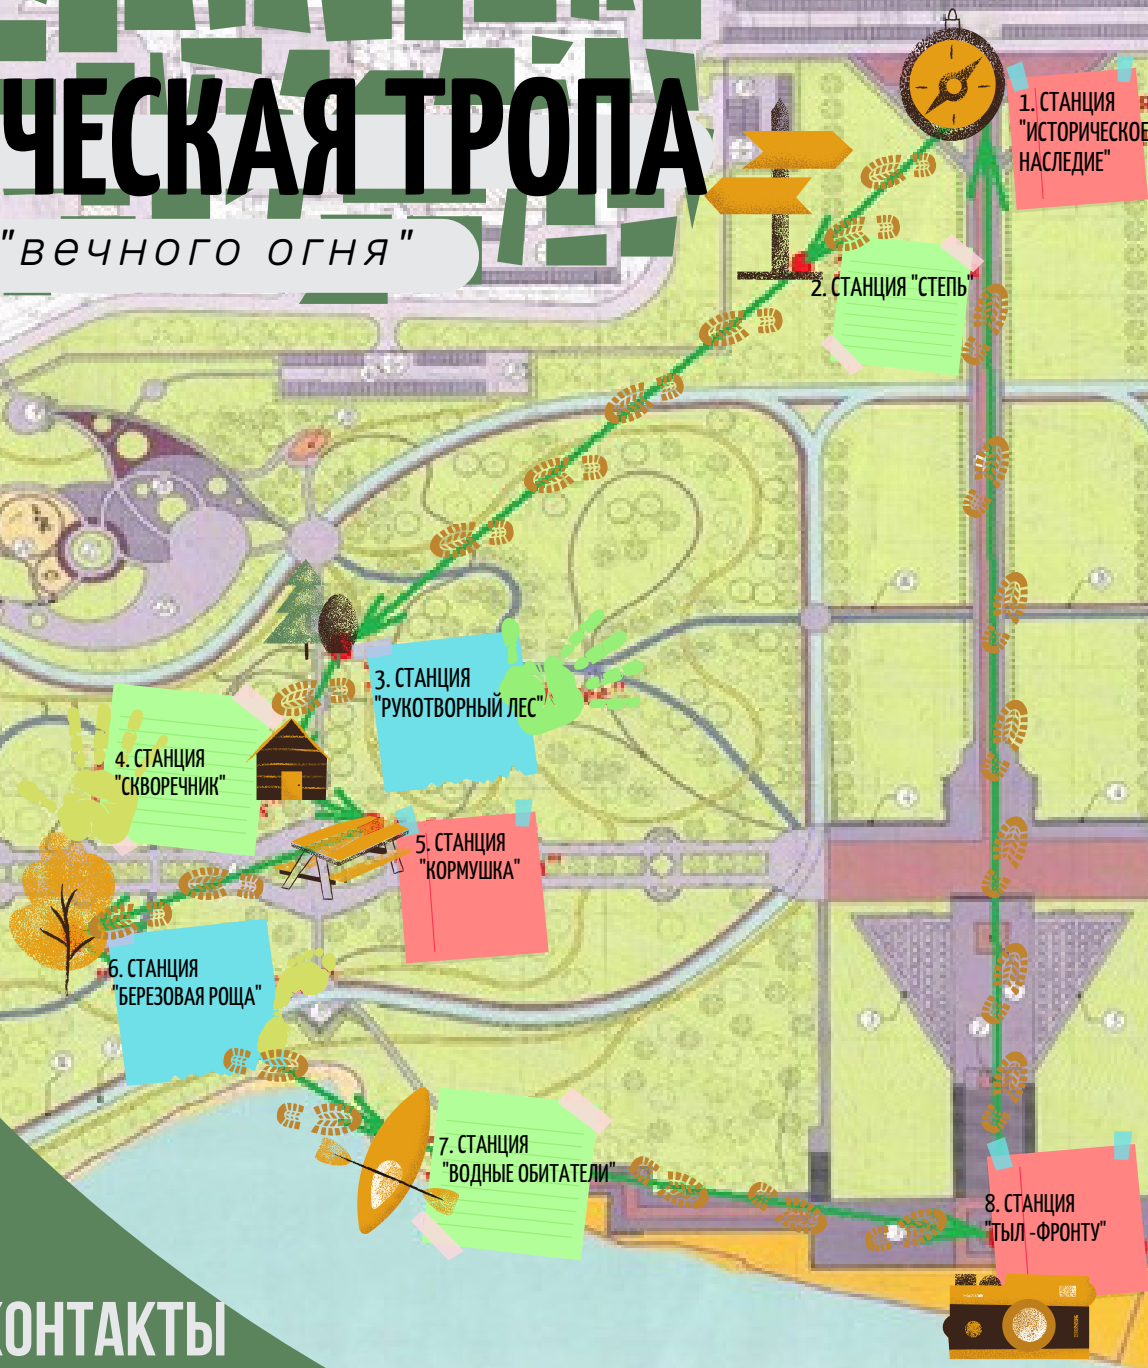 ЧЕСКАЯ ТРОПА
"вечного огня"
1. СТАНЦИЯ
"ИСТОРИЧЕСКОЕ
НАСЛЕДИЕ"
2. СТАНЦИЯ "СТЕПЬ"
3. СТАНЦИЯ
"РУКОТВОРНЫЙ ЛЕС"
4. СТАНЦИЯ
"СКВОРЕЧНИК"
5. СТАНЦИЯ
"КОРМУШКА"
6. СТАНЦИЯ
"БЕРЕЗОВАЯ РОЩА"
7. СТАНЦИЯ
"ВОДНЫЕ ОБИТАТЕЛИ"
8. СТАНЦИЯ
"ТЫЛ -ФРОНТУ"
КОНТАКТЫ